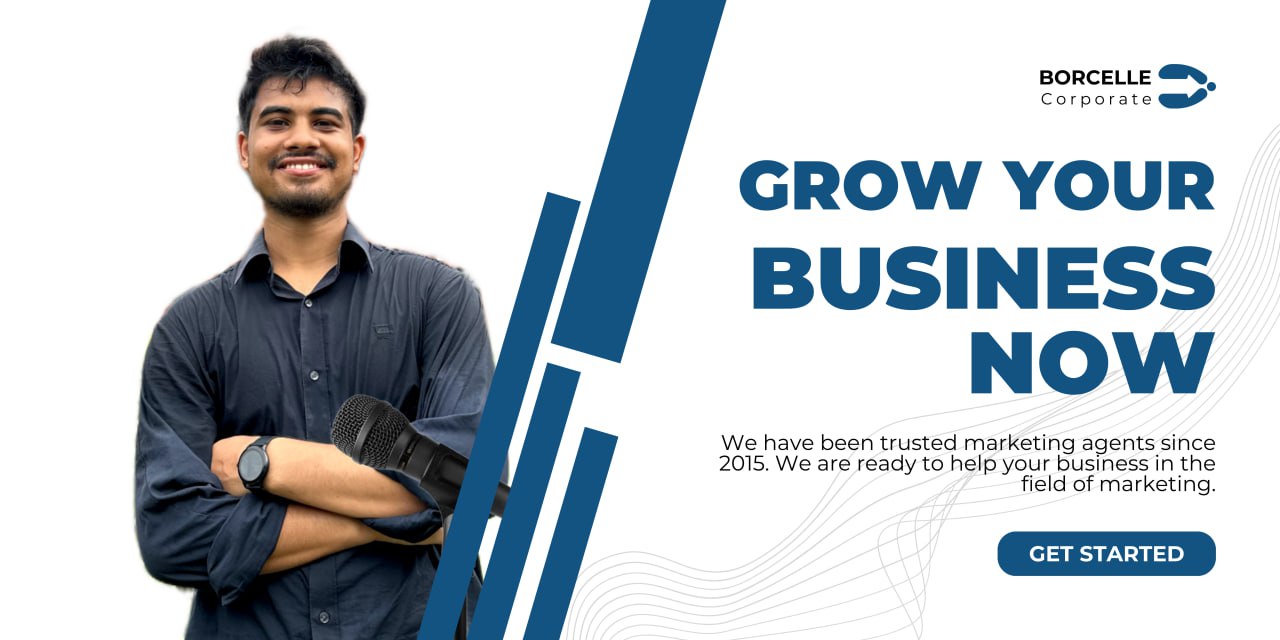 BORCELLE
Corporate
GROW YOUR
BUSINESS
NOW
We have been trusted marketing agents since
2015. We are ready to help your business in the
field of marketing.
GET STARTED